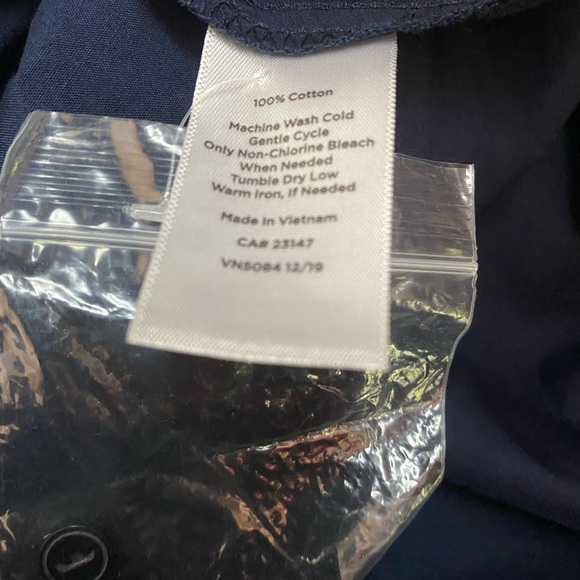 100% Cotton
Machine Wash Cold
Gentle Cycle
Only Non-Chlorine Bleach
When Needed
Tumble Dry Low
Warm Iron, if Needed
Made in Vietnam
CA# 23147
VN5084 12/19